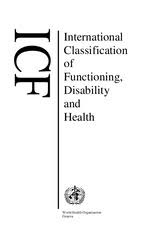 ICF
International
Classification
of
Functioning,
Disability
and
Health
World Health Organization
Geneva